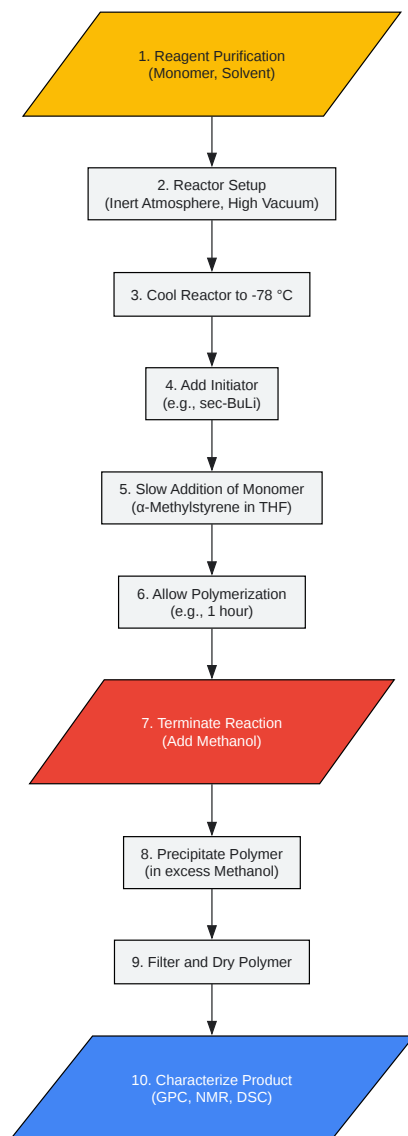 1. Reagent Purification
(Monomer, Solvent)
2. Reactor Setup
(Inert Atmosphere, High Vacuum)
3. Cool Reactor to -78 °C
4. Add Initiator
(e.g., sec-BuLi)
5. Slow Addition of Monomer
(α-Methylstyrene in THF)
6. Allow Polymerization
(e.g., 1 hour)
7. Terminate Reaction
(Add Methanol)
8. Precipitate Polymer
(in excess Methanol)
9. Filter and Dry Polymer
10. Characterize Product
(GPC, NMR, DSC)